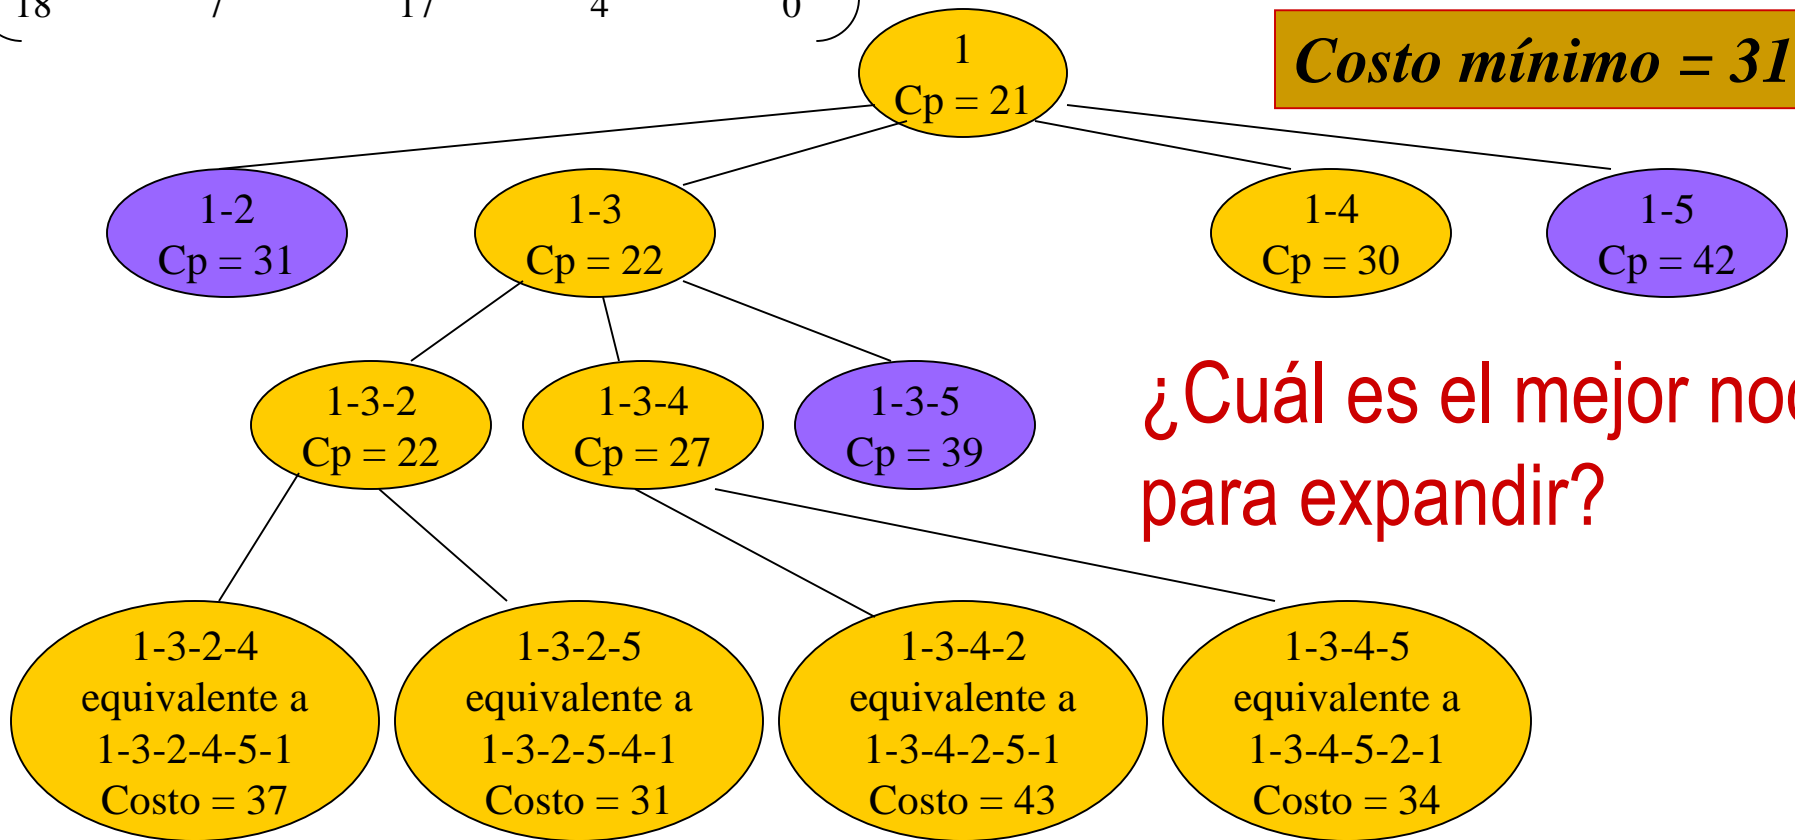 18 7 17 4 0
1
Cp = 21
Costo mínimo = 31
1-2
Cp = 31
1-3
Cp = 22
1-4
Cp = 30
1-5
Cp = 42
1-3-2
Cp = 22
1-3-4
Cp = 27
1-3-5
Cp = 39
¿Cuál es el mejor
para expandir?
1-3-2-4
equivalente a
1-3-2-4-5-1
Costo = 37
1-3-2-5
equivalente a
1-3-2-5-4-1
Costo = 31
1-3-4-2
equivalente a
1-3-4-2-5-1
Costo = 43
1-3-4-5
equivalente a
1-3-4-5-2-1
Costo = 34